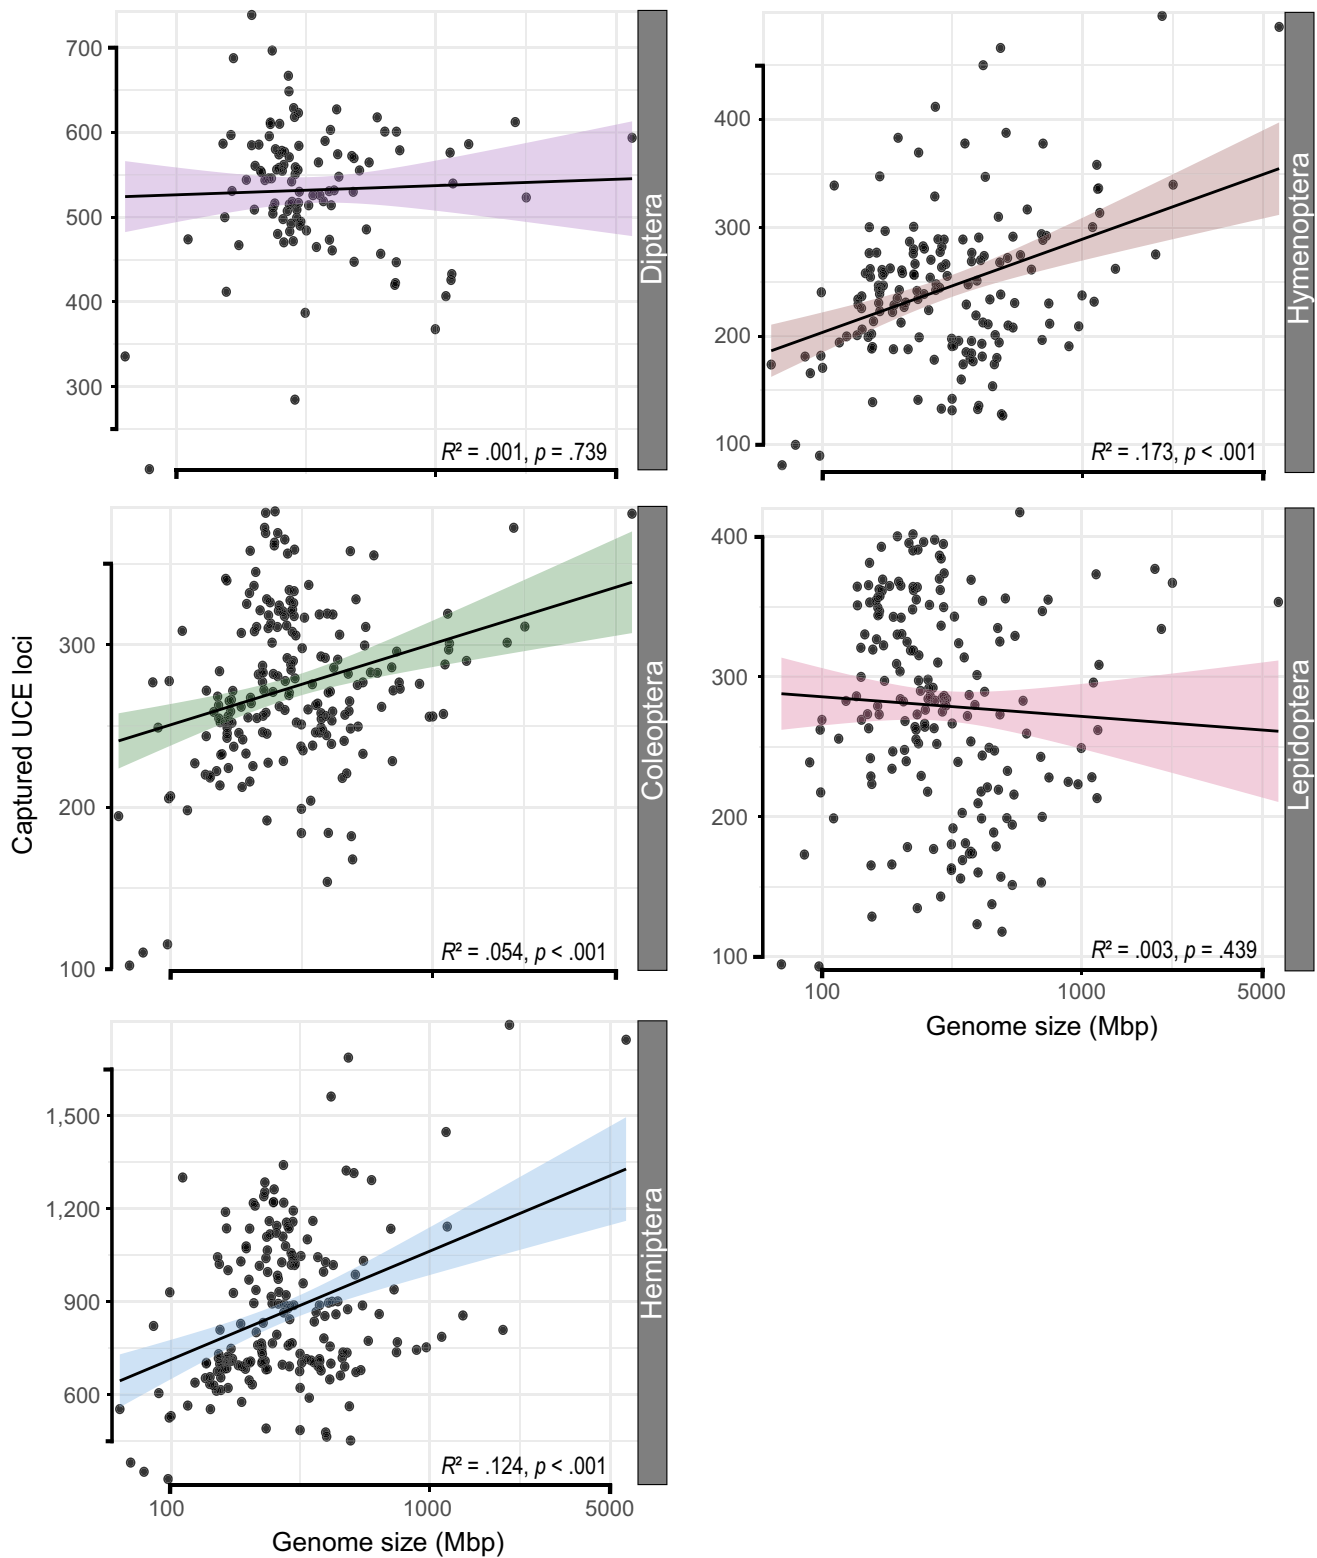 700
600
500
400
300
R² = .001, p = .739
Diptera
400
300
200
100
R² = .173, p < .001
Hymenoptera
Captured UCE loci
300
200
100
R² = .054, p < .001
Coleoptera
400
300
200
100
R² = .003, p = .439
Lepidoptera
100
1000
5000
Genome size (Mbp)
1,500
1,200
900
600
R² = .124, p < .001
Hemiptera
100
1000
5000
Genome size (Mbp)